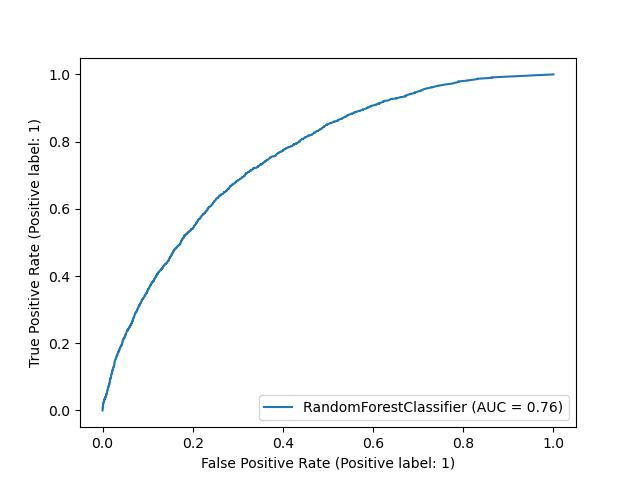 1.0
0.8
0.6
0.4
0.2
0.0
True Positive Rate (Positive label: 1)
RandomForestClassifier (AUC = 0.76)
0.0 0.2 0.4 0.6 0.8 1.0
False Positive Rate (Positive label: 1)